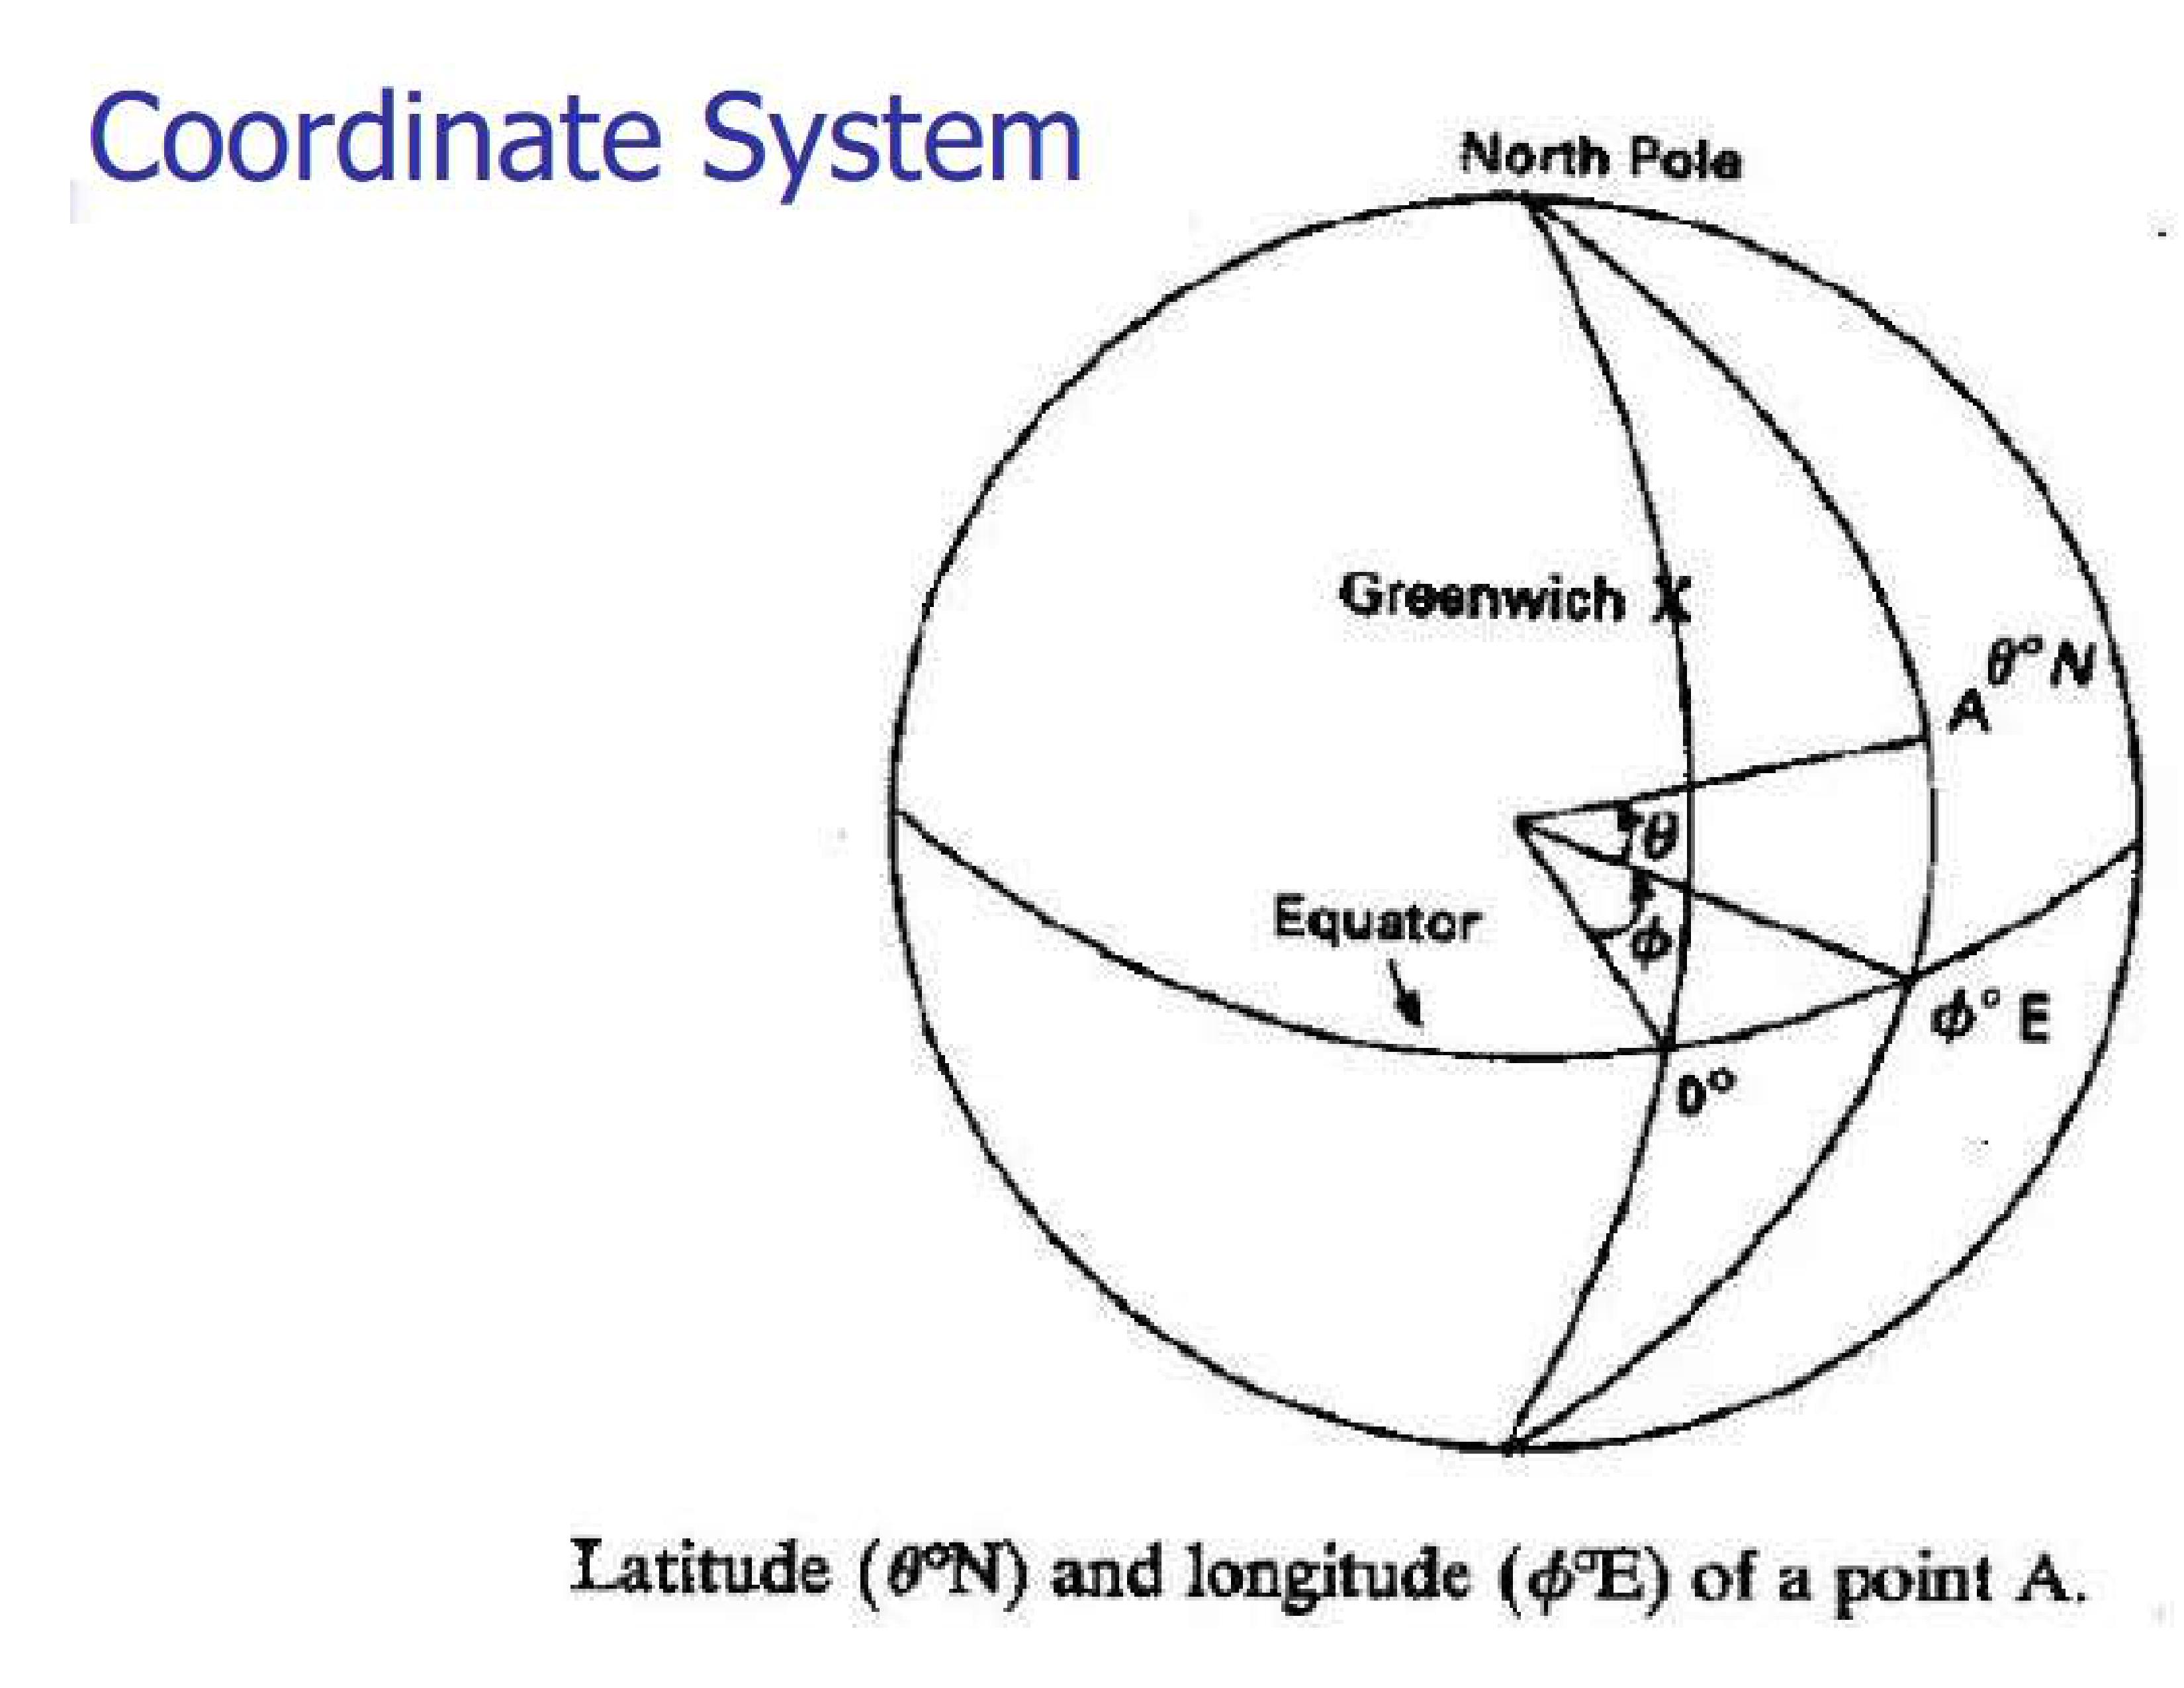 Coordinate System
North Pole
Greenwich X
θ° N
A
θ
Equator
ϕ
ϕ° E
0°
Latitude (θ°N) and longitude (ϕ°E) of a point A.